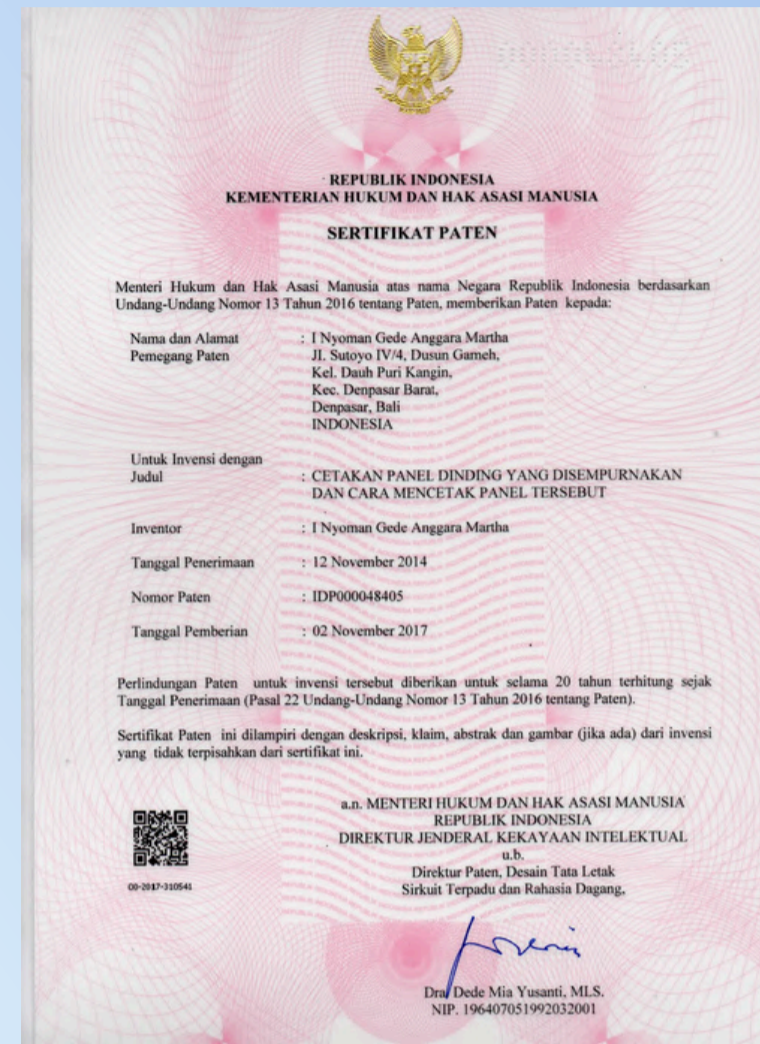 REPUBLIK INDONESIA
KEMENTERIAN HUKUM DAN HAK ASASI MANUSIA
SERTIFIKAT PATEN
Menteri Hukum dan Hak Asasi Manusia atas nama Negara Republik Indonesia berdasarkan
Undang-Undang Nomor 13 Tahun 2016 tentang Paten, memberikan Paten kepada:
Nama dan Alamat : I Nyoman Gede Anggara Martha
Pemegang Paten Jl. Sutoyo IV/4, Dusun Gameh,
Kel. Dauh Puri Kangin,
Kec. Denpasar Barat,
Denpasar, Bali
INDONESIA
Untuk Invensi dengan
Judul : CETAKAN PANEL DINDING YANG DISEMPURNAKAN
DAN CARA MENCETAK PANEL TERSEBUT
Inventor : I Nyoman Gede Anggara Martha
Tanggal Penerimaan : 12 November 2014
Nomor Paten : IDP000048405
Tanggal Pemberian : 02 November 2017
Perlindungan Paten untuk invensi tersebut diberikan untuk selama 20 tahun terhitung sejak
Tanggal Penerimaan (Pasal 22 Undang-Undang Nomor 13 Tahun 2016 tentang Paten).
Sertifikat Paten ini dilampiri dengan deskripsi, klaim, abstrak dan gambar (jika ada) dari invensi
yang tidak terpisahkan dari sertifikat ini.
a.n. MENTERI HUKUM DAN HAK ASASI MANUSIA
REPUBLIK INDONESIA
DIREKTUR JENDERAL KEKAYAAN INTELEKTUAL
u.b.
Direktur Paten, Desain Tata Letak
Sirkuit Terpadu dan Rahasia Dagang,
00-2017-310541
Dra. Dede Mia Yusanti, MLS.
NIP. 196407051992032001